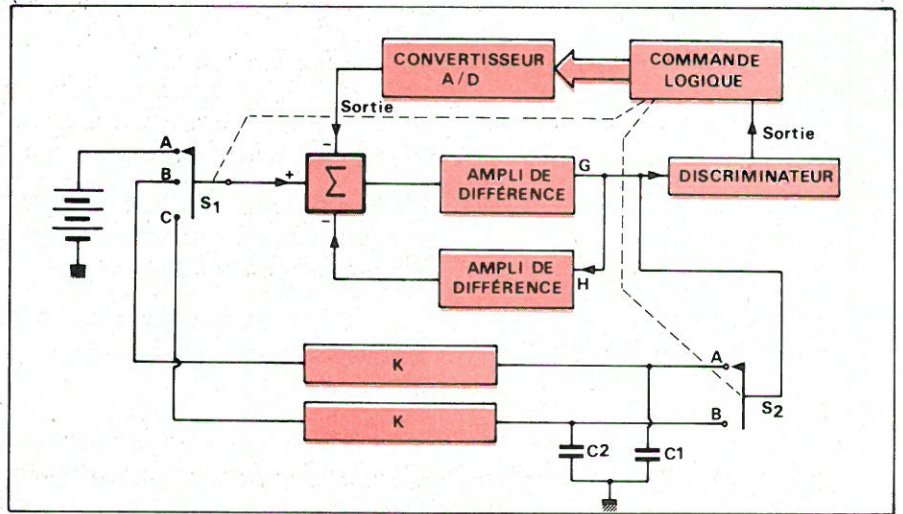 CONVERTISSEUR
A/D
COMMANDE
LOGIQUE
Sortie
Sortie
A
B
C
S1
+
−
Σ
−
AMPLI DE
DIFFÉRENCE
G
DISCRIMINATEUR
AMPLI DE
DIFFÉRENCE
H
K
K
A
B
S2
C2
C1